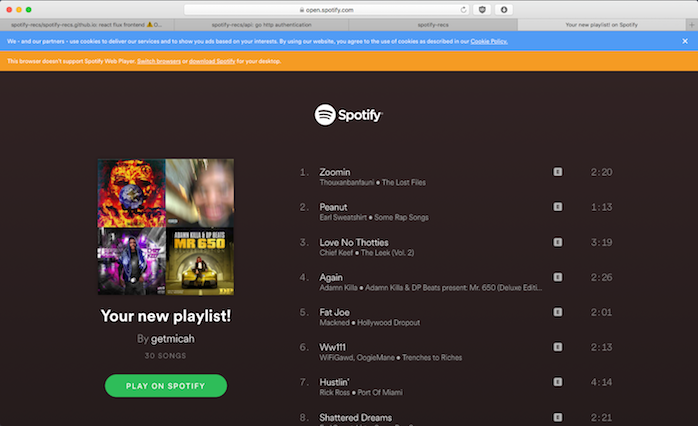 open.spotify.com
spotify-recs/spotify-recs.github.io: react flux frontend ⚠️O...
spotify-recs/api: go http authentication
spotify-recs
Your new playlist! on Spotify
We - and our partners - use cookies to deliver our services and to show you ads based on your interests. By using our website, you agree to the use of cookies as described in our Cookie Policy.
This browser doesn't support Spotify Web Player. Switch browsers or download Spotify for your desktop.
Spotify
ADAMN KILLA & DP BEATS
MR 650
Your new playlist!
By getmicah
30 SONGS
PLAY ON SPOTIFY
1. Zoomin E 2:20
Thouxanbanfauni • The Lost Files
2. Peanut E 1:13
Earl Sweatshirt • Some Rap Songs
3. Love No Thotties E 3:19
Chief Keef • The Leek (Vol. 2)
4. Again E 2:26
Adamn Killa • Adamn Killa & DP Beats present: Mr. 650 (Deluxe Editi...
5. Fat Joe E 2:01
Mackned • Hollywood Dropout
6. Ww111 E 2:13
WiFiGawd, OogieMane • Trenches to Riches
7. Hustlin' E 4:14
Rick Ross • Port Of Miami
8. Shattered Dreams E 2:21